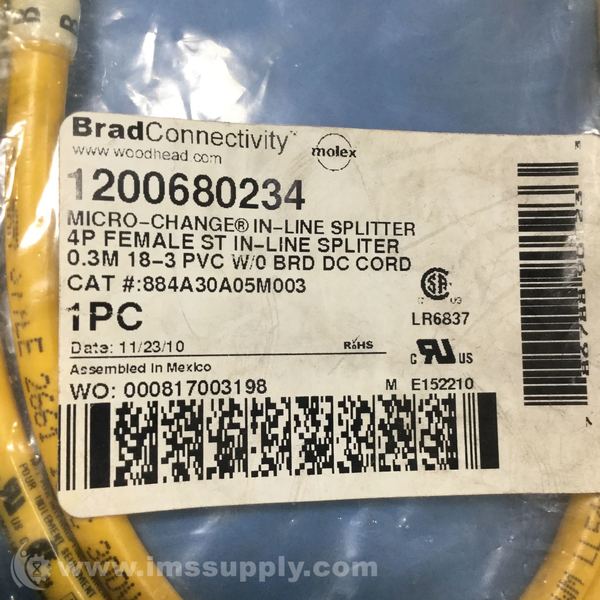 BradConnectivity™
www.woodhead.com
molex
1200680234
MICRO-CHANGE® IN-LINE SPLITTER
4P FEMALE ST IN-LINE SPLITER
0.3M 18-3 PVC W/0 BRD DC CORD
CAT #:884A30A05M003
1PC
LR6837
Date: 11/23/10
RoHS
C US
Assembled In Mexico
WO: 000817003198
M E152210
www.imssupply.com